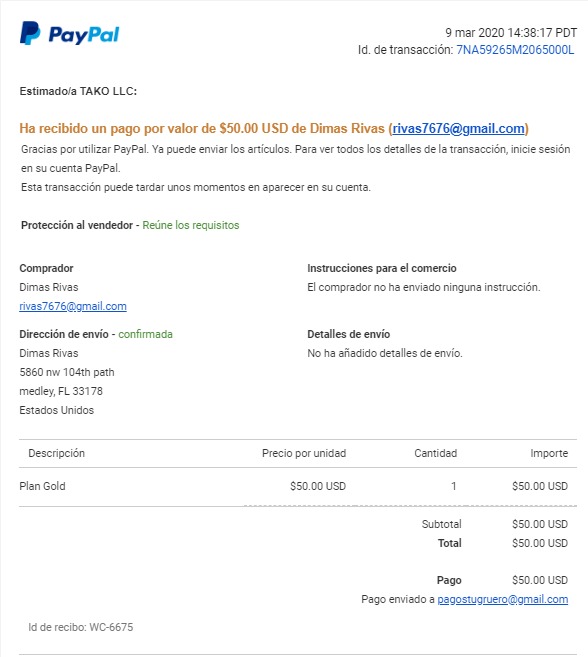 PayPal
9 mar 2020 14:38:17 PDT
Id. de transacción: 7NA59265M2065000L
Estimado/a TAKO LLC:
Ha recibido un pago por valor de $50.00 USD de Dimas Rivas (rivas7676@gmail.com)
Gracias por utilizar PayPal. Ya puede enviar los artículos. Para ver todos los detalles de la transacción, inicie sesión
en su cuenta PayPal.
Esta transacción puede tardar unos momentos en aparecer en su cuenta.
Protección al vendedor - Reúne los requisitos
Comprador
Dimas Rivas
rivas7676@gmail.com
Instrucciones para el comercio
El comprador no ha enviado ninguna instrucción.
Dirección de envío - confirmada
Dimas Rivas
5860 nw 104th path
medley, FL 33178
Estados Unidos
Detalles de envío
No ha añadido detalles de envío.
Descripción Precio por unidad Cantidad Importe
Plan Gold $50.00 USD 1 $50.00 USD
Subtotal $50.00 USD
Total $50.00 USD
Pago $50.00 USD
Pago enviado a pagostugruero@gmail.com
Id de recibo: WC-6675